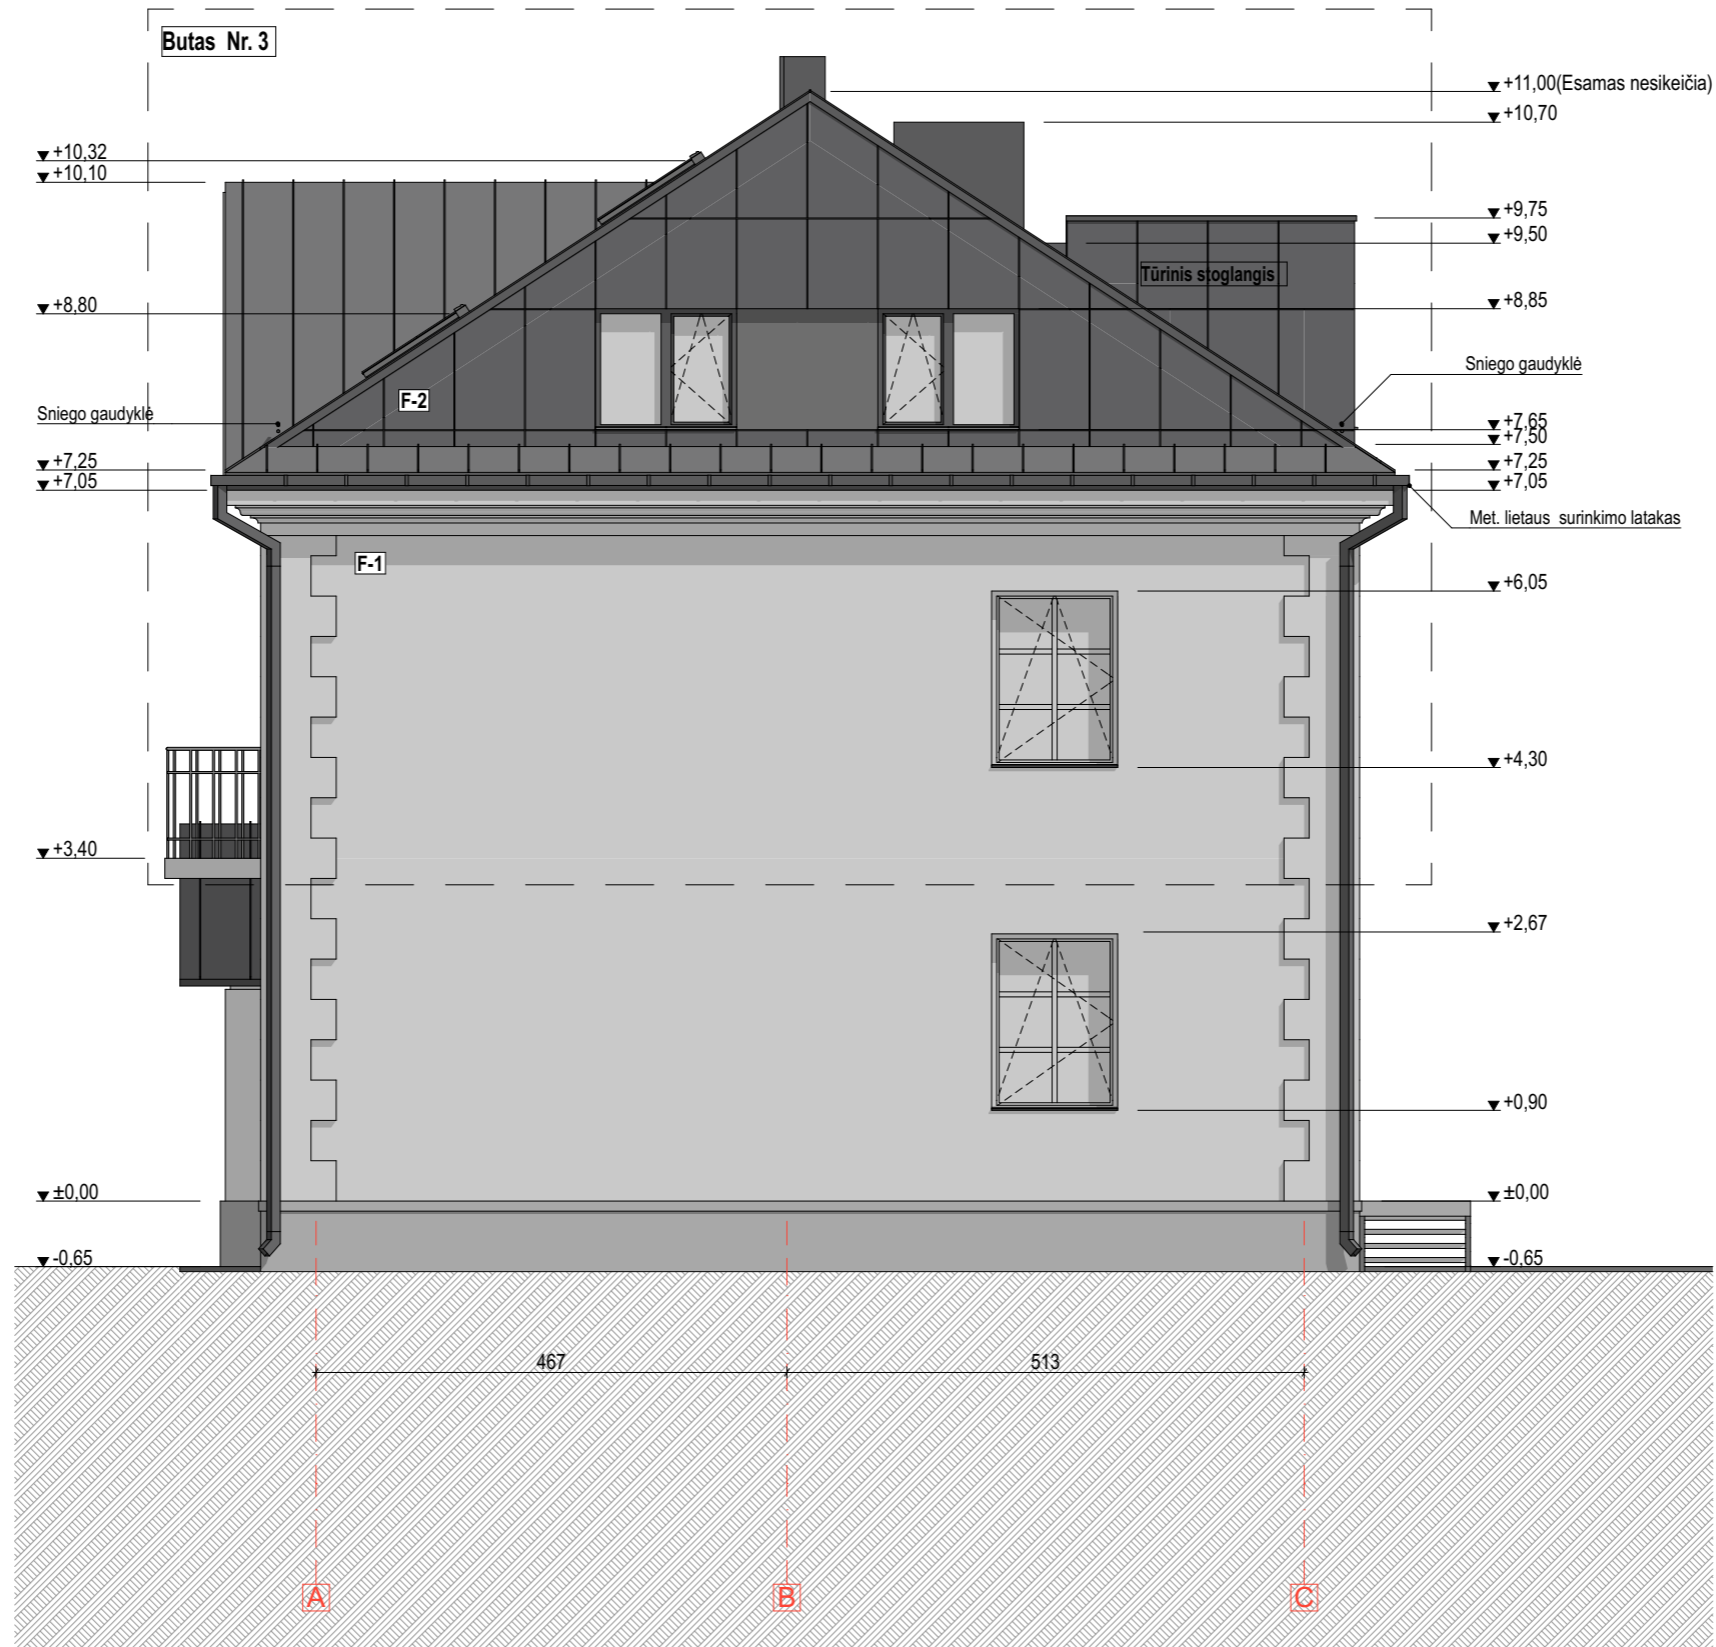 Butas Nr. 3
+11,00(Esamas nesikeičia)
+10,70
+10,32
+10,10
+9,75
+9,50
Tūrinis stoglangis
+8,80
+8,85
Sniego gaudyklė
F-2
Sniego gaudyklė
+7,65
+7,50
+7,25
+7,25
+7,05
+7,05
Met. lietaus surinkimo latakas
F-1
+6,05
+4,30
+3,40
+2,67
+0,90
±0,00
±0,00
-0,65
-0,65
467
513
A
B
C